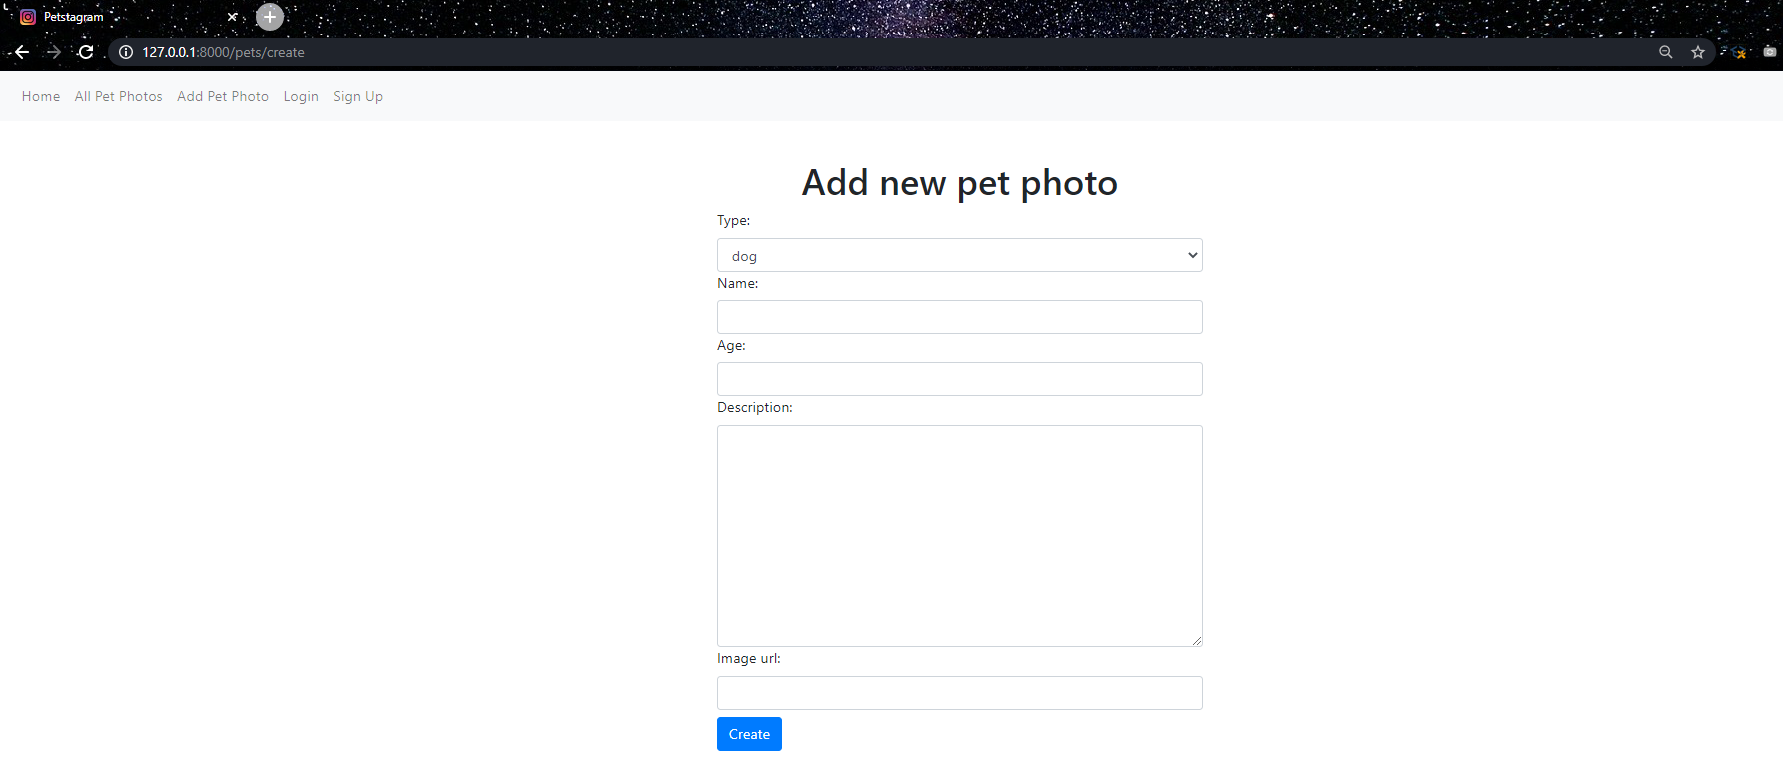 Petstagram
127.0.0.1:8000/pets/create
Home All Pet Photos Add Pet Photo Login Sign Up
Add new pet photo
Type:
dog
Name:
Age:
Description:
Image url:
Create